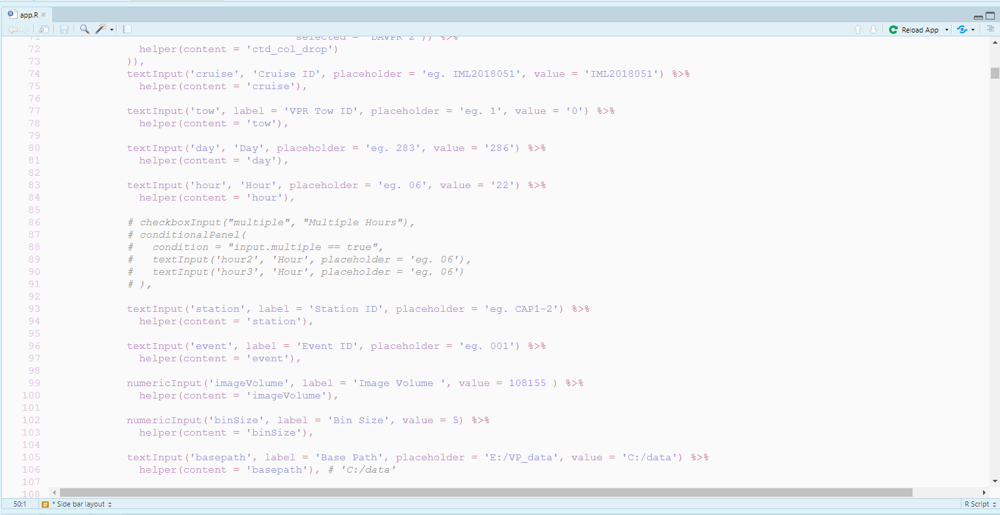 app.R
Reload App
71 selected = 'DAVPR 2')) %>%
72 helper(content = 'ctd_col_drop')
73 )),
74 textInput('cruise', 'Cruise ID', placeholder = 'eg. IML2018051', value = 'IML2018051') %>%
75 helper(content = 'cruise'),
76
77 textInput('tow', label = 'VPR Tow ID', placeholder = 'eg. 1', value = '0') %>%
78 helper(content = 'tow'),
79
80 textInput('day', 'Day', placeholder = 'eg. 283', value = '286') %>%
81 helper(content = 'day'),
82
83 textInput('hour', 'Hour', placeholder = 'eg. 06', value = '22') %>%
84 helper(content = 'hour'),
85
86 # checkboxInput("multiple", "Multiple Hours"),
87 # conditionalPanel(
88 #   condition = "input.multiple == true",
89 #   textInput('hour2', 'Hour', placeholder = 'eg. 06'),
90 #   textInput('hour3', 'Hour', placeholder = 'eg. 06')
91 # ),
92
93 textInput('station', label = 'Station ID', placeholder = 'eg. CAP1-2') %>%
94 helper(content = 'station'),
95
96 textInput('event', label = 'Event ID', placeholder = 'eg. 001') %>%
97 helper(content = 'event'),
98
99 numericInput('imageVolume', label = 'Image Volume ', value = 108155 ) %>%
100 helper(content = 'imageVolume'),
101
102 numericInput('binSize', label = 'Bin Size', value = 5) %>%
103 helper(content = 'binSize'),
104
105 textInput('basepath', label = 'Base Path', placeholder = 'E:/VP_data', value = 'C:/data') %>%
106 helper(content = 'basepath'), # 'C:/data'
107
108
50:1 # * Side bar layout R Script